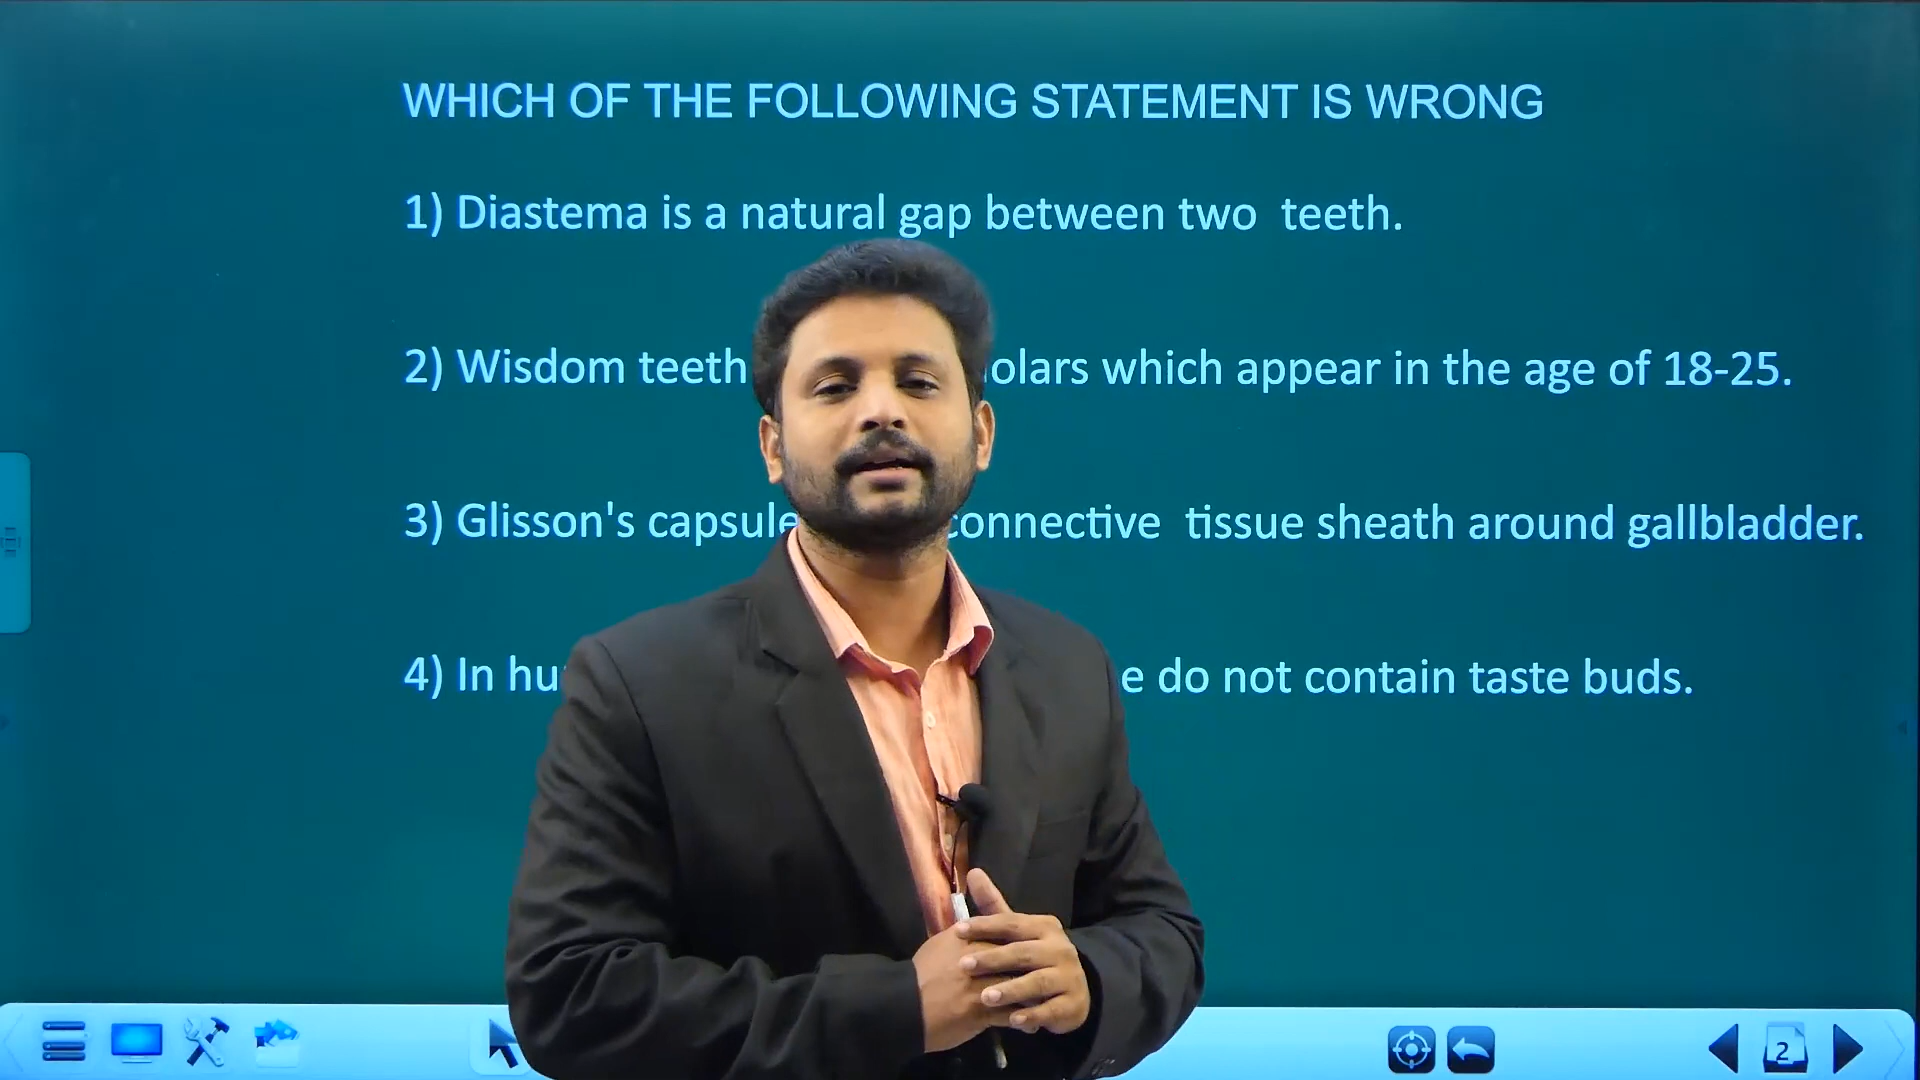 WHICH OF THE FOLLOWING STATEMENT IS WRONG
1) Diastema is a natural gap between two teeth.
2) Wisdom teeth olars which appear in the age of 18-25.
3) Glisson's capsule connective tissue sheath around gallbladder.
4) In hu e do not contain taste buds.
2